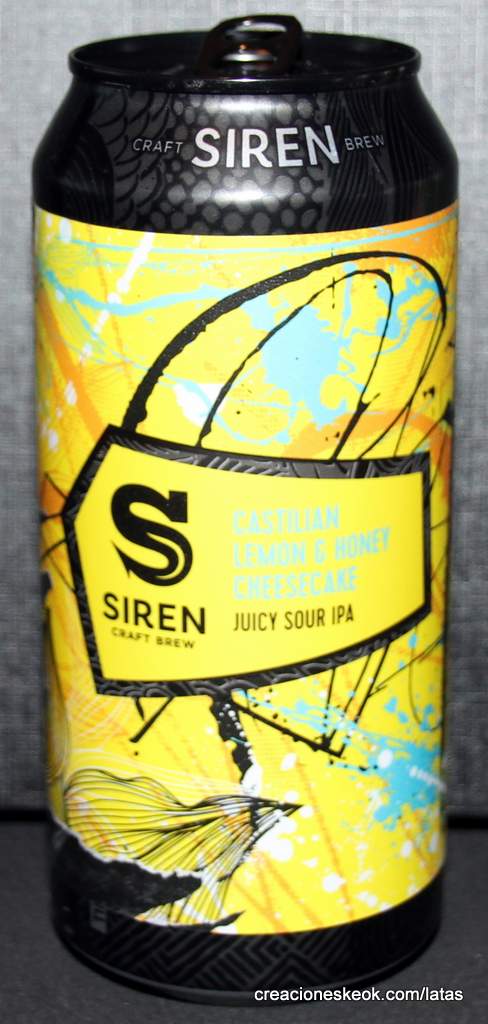 CRAFT SIREN BREW
S
SIREN
CRAFT BREW
CASTILIAN
LEMON & HONEY
CHEESECAKE
JUICY SOUR IPA
creacioneskeok.com/latas